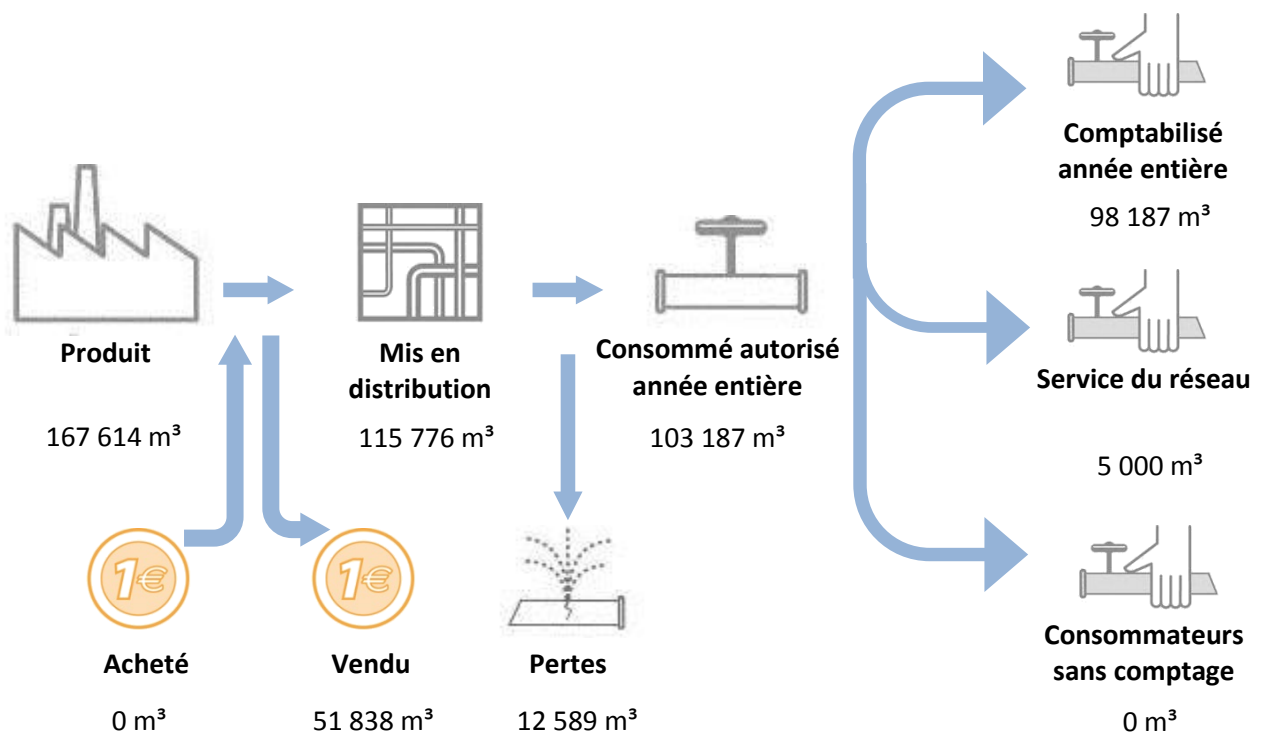 Comptabilisé
année entière
98 187 m³
Produit
167 614 m³
Mis en
distribution
115 776 m³
Consommé autorisé
année entière
103 187 m³
Service du réseau
5 000 m³
1€
Acheté
0 m³
1€
Vendu
51 838 m³
Pertes
12 589 m³
Consommateurs
sans comptage
0 m³